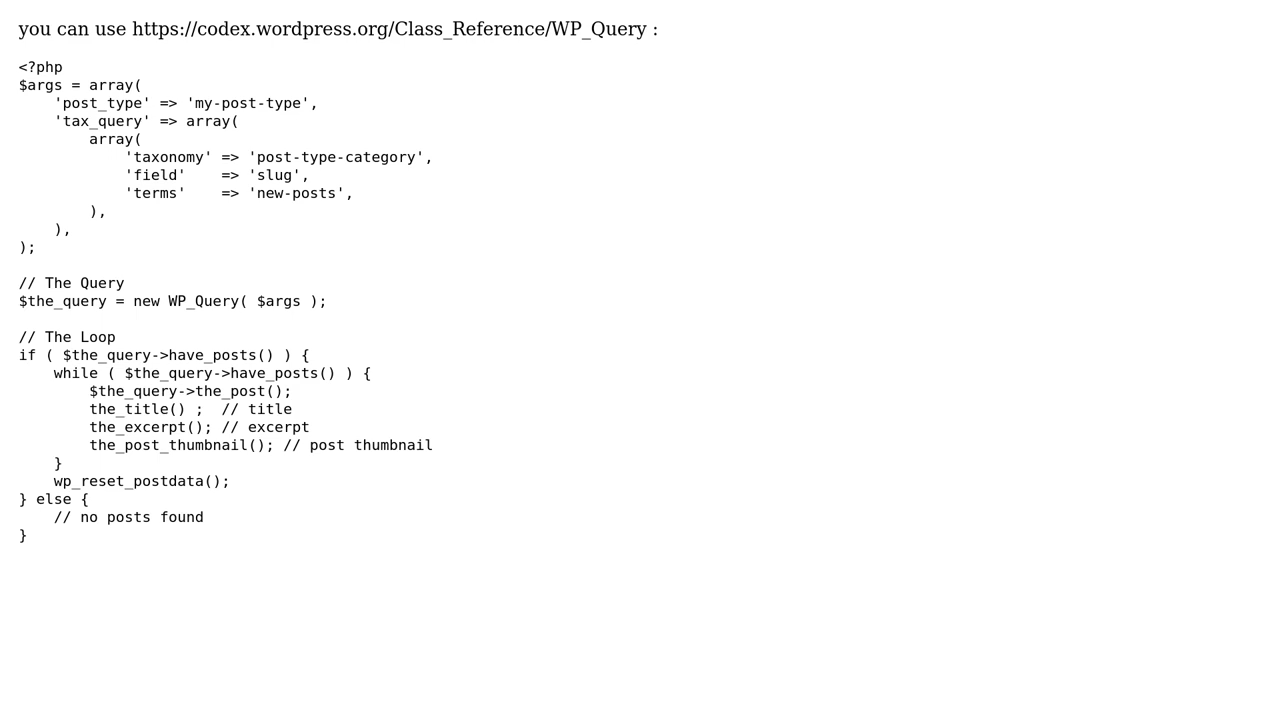 you can use https://codex.wordpress.org/Class_Reference/WP_Query :
<?php
$args = array(
    'post_type' => 'my-post-type',
    'tax_query' => array(
        array(
            'taxonomy' => 'post-type-category',
            'field'    => 'slug',
            'terms'    => 'new-posts',
        ),
    ),
);

// The Query
$the_query = new WP_Query( $args );

// The Loop
if ( $the_query->have_posts() ) {
    while ( $the_query->have_posts() ) {
        $the_query->the_post();
        the_title() ;  // title
        the_excerpt(); // excerpt
        the_post_thumbnail(); // post thumbnail
    }
    wp_reset_postdata();
} else {
    // no posts found
}